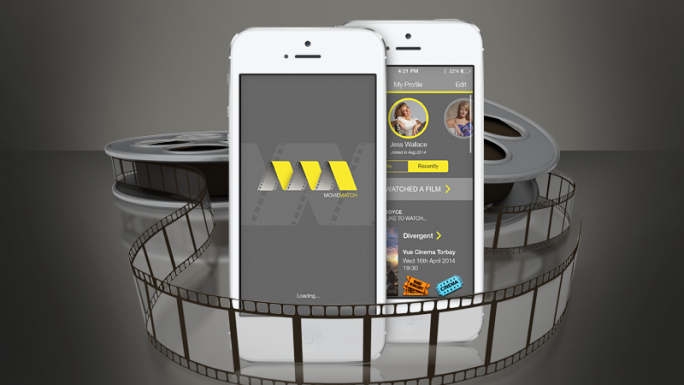 MOVIEMATCH
Loading...
4:21 PM
22%
My Profile
Edit
Jess Wallace
Joined in Aug 2014
Recently
WATCHED A FILM
LIKE TO WATCH...
Divergent
Vue Cinema Torbay
Wed 16th April 2014
19:30